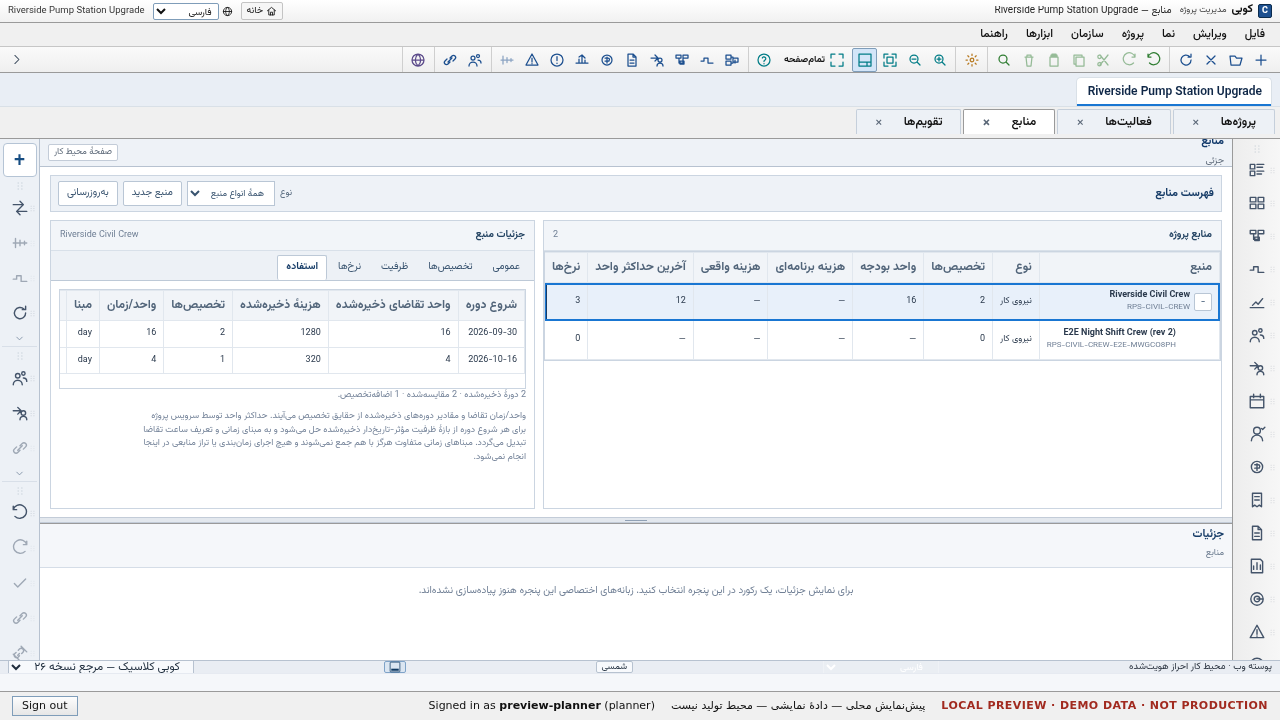 کوبی مدیریت پروژه منابع — Riverside Pump Station Upgrade
خانه
فارسی
Riverside Pump Station Upgrade
فایل ویرایش نما پروژه سازمان ابزارها راهنما
تمام‌صفحه
Riverside Pump Station Upgrade
پروژه‌ها × فعالیت‌ها × منابع × تقویم‌ها ×
منابع
جزئی
صفحهٔ محیط کار
فهرست منابع
نوع همهٔ انواع منبع منبع جدید به‌روزرسانی
منابع پروژه 2
منبع نوع تخصیص‌ها واحد بودجه هزینه برنامه‌ای هزینه واقعی آخرین حداکثر واحد نرخ‌ها
Riverside Civil Crew
RPS-CIVIL-CREW
نیروی کار 2 16 — — 12 3
E2E Night Shift Crew (rev 2)
RPS-CIVIL-CREW-E2E-MWGCO8PH
نیروی کار 0 — — — — 0
جزئیات منبع Riverside Civil Crew
عمومی تخصیص‌ها ظرفیت نرخ‌ها استفاده
شروع دوره واحد تقاضای ذخیره‌شده هزینهٔ ذخیره‌شده تخصیص‌ها واحد/زمان مبنا
2026-09-30 16 1280 2 16 day
2026-10-16 4 320 1 4 day
2 دورهٔ ذخیره‌شده · 2 مقایسه‌شده · 1 اضافه‌تخصیص.
واحد/زمان تقاضا و مقادیر دوره‌های ذخیره‌شده از حقایق تخصیص می‌آیند. حداکثر واحد توسط سرویس پروژه
برای هر شروع دوره از بازهٔ ظرفیت مؤثر-تاریخ‌دار ذخیره‌شده حل می‌شود و به مبنای زمانی و تعریف ساعت تقاضا
تبدیل می‌گردد. مبناهای زمانی متفاوت هرگز با هم جمع نمی‌شوند و هیچ اجرای زمان‌بندی یا تراز منابعی در اینجا
انجام نمی‌شود.
جزئیات
منابع
برای نمایش جزئیات، یک رکورد در این پنجره انتخاب کنید. زبانه‌های اختصاصی این پنجره هنوز پیاده‌سازی نشده‌اند.
پوسته وب · محیط کار احراز هویت‌شده
فارسی
شمسی
کوبی کلاسیک — مرجع نسخه ۲۶
LOCAL PREVIEW · DEMO DATA · NOT PRODUCTION
پیش‌نمایش محلی — دادهٔ نمایشی — محیط تولید نیست
Signed in as preview-planner (planner)
Sign out